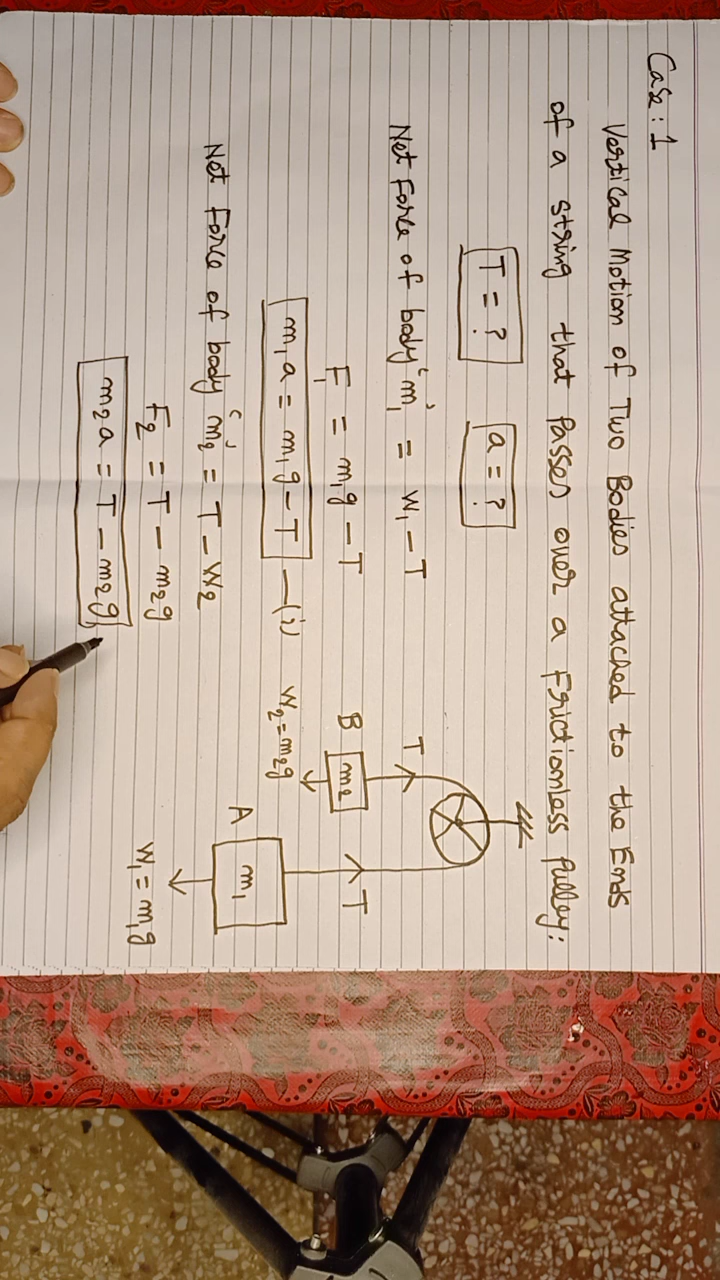 Case : 1
Vertical Motion of Two Bodies attached to the Ends
of a string that Passes over a Frictionless Pulley:
T = ?
a = ?
Net Force of body "m₁" = W₁ - T
F₁ = m₁g - T
m₁a = m₁g - T —(i)
Net Force of body "m₂" = T - W₂
F₂ = T - m₂g
m₂a = T - m₂g
T
T
B
m₂
W₂ = m₂g
A
m₁
W₁ = m₁g